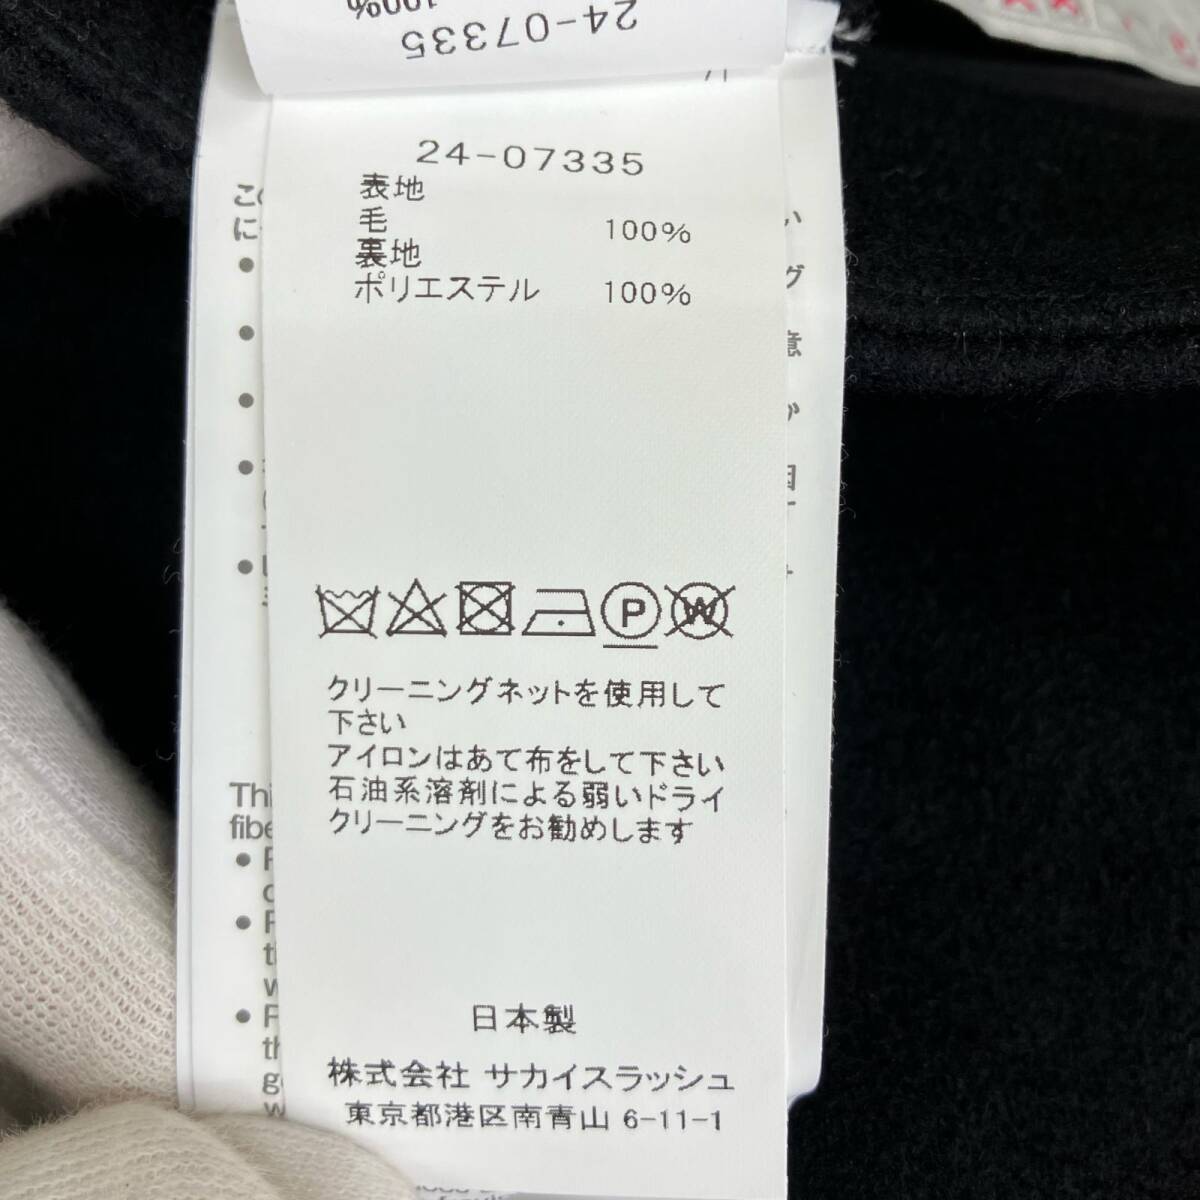 24-07335
100%
24-07335
表地
毛 100%
裏地
ポリエステル 100%
P
W
クリーニングネットを使用して
下さい
アイロンはあて布をして下さい
石油系溶剤による弱いドライ
クリーニングをお勧めします
日本製
株式会社 サカイスラッシュ
東京都港区南青山 6-11-1